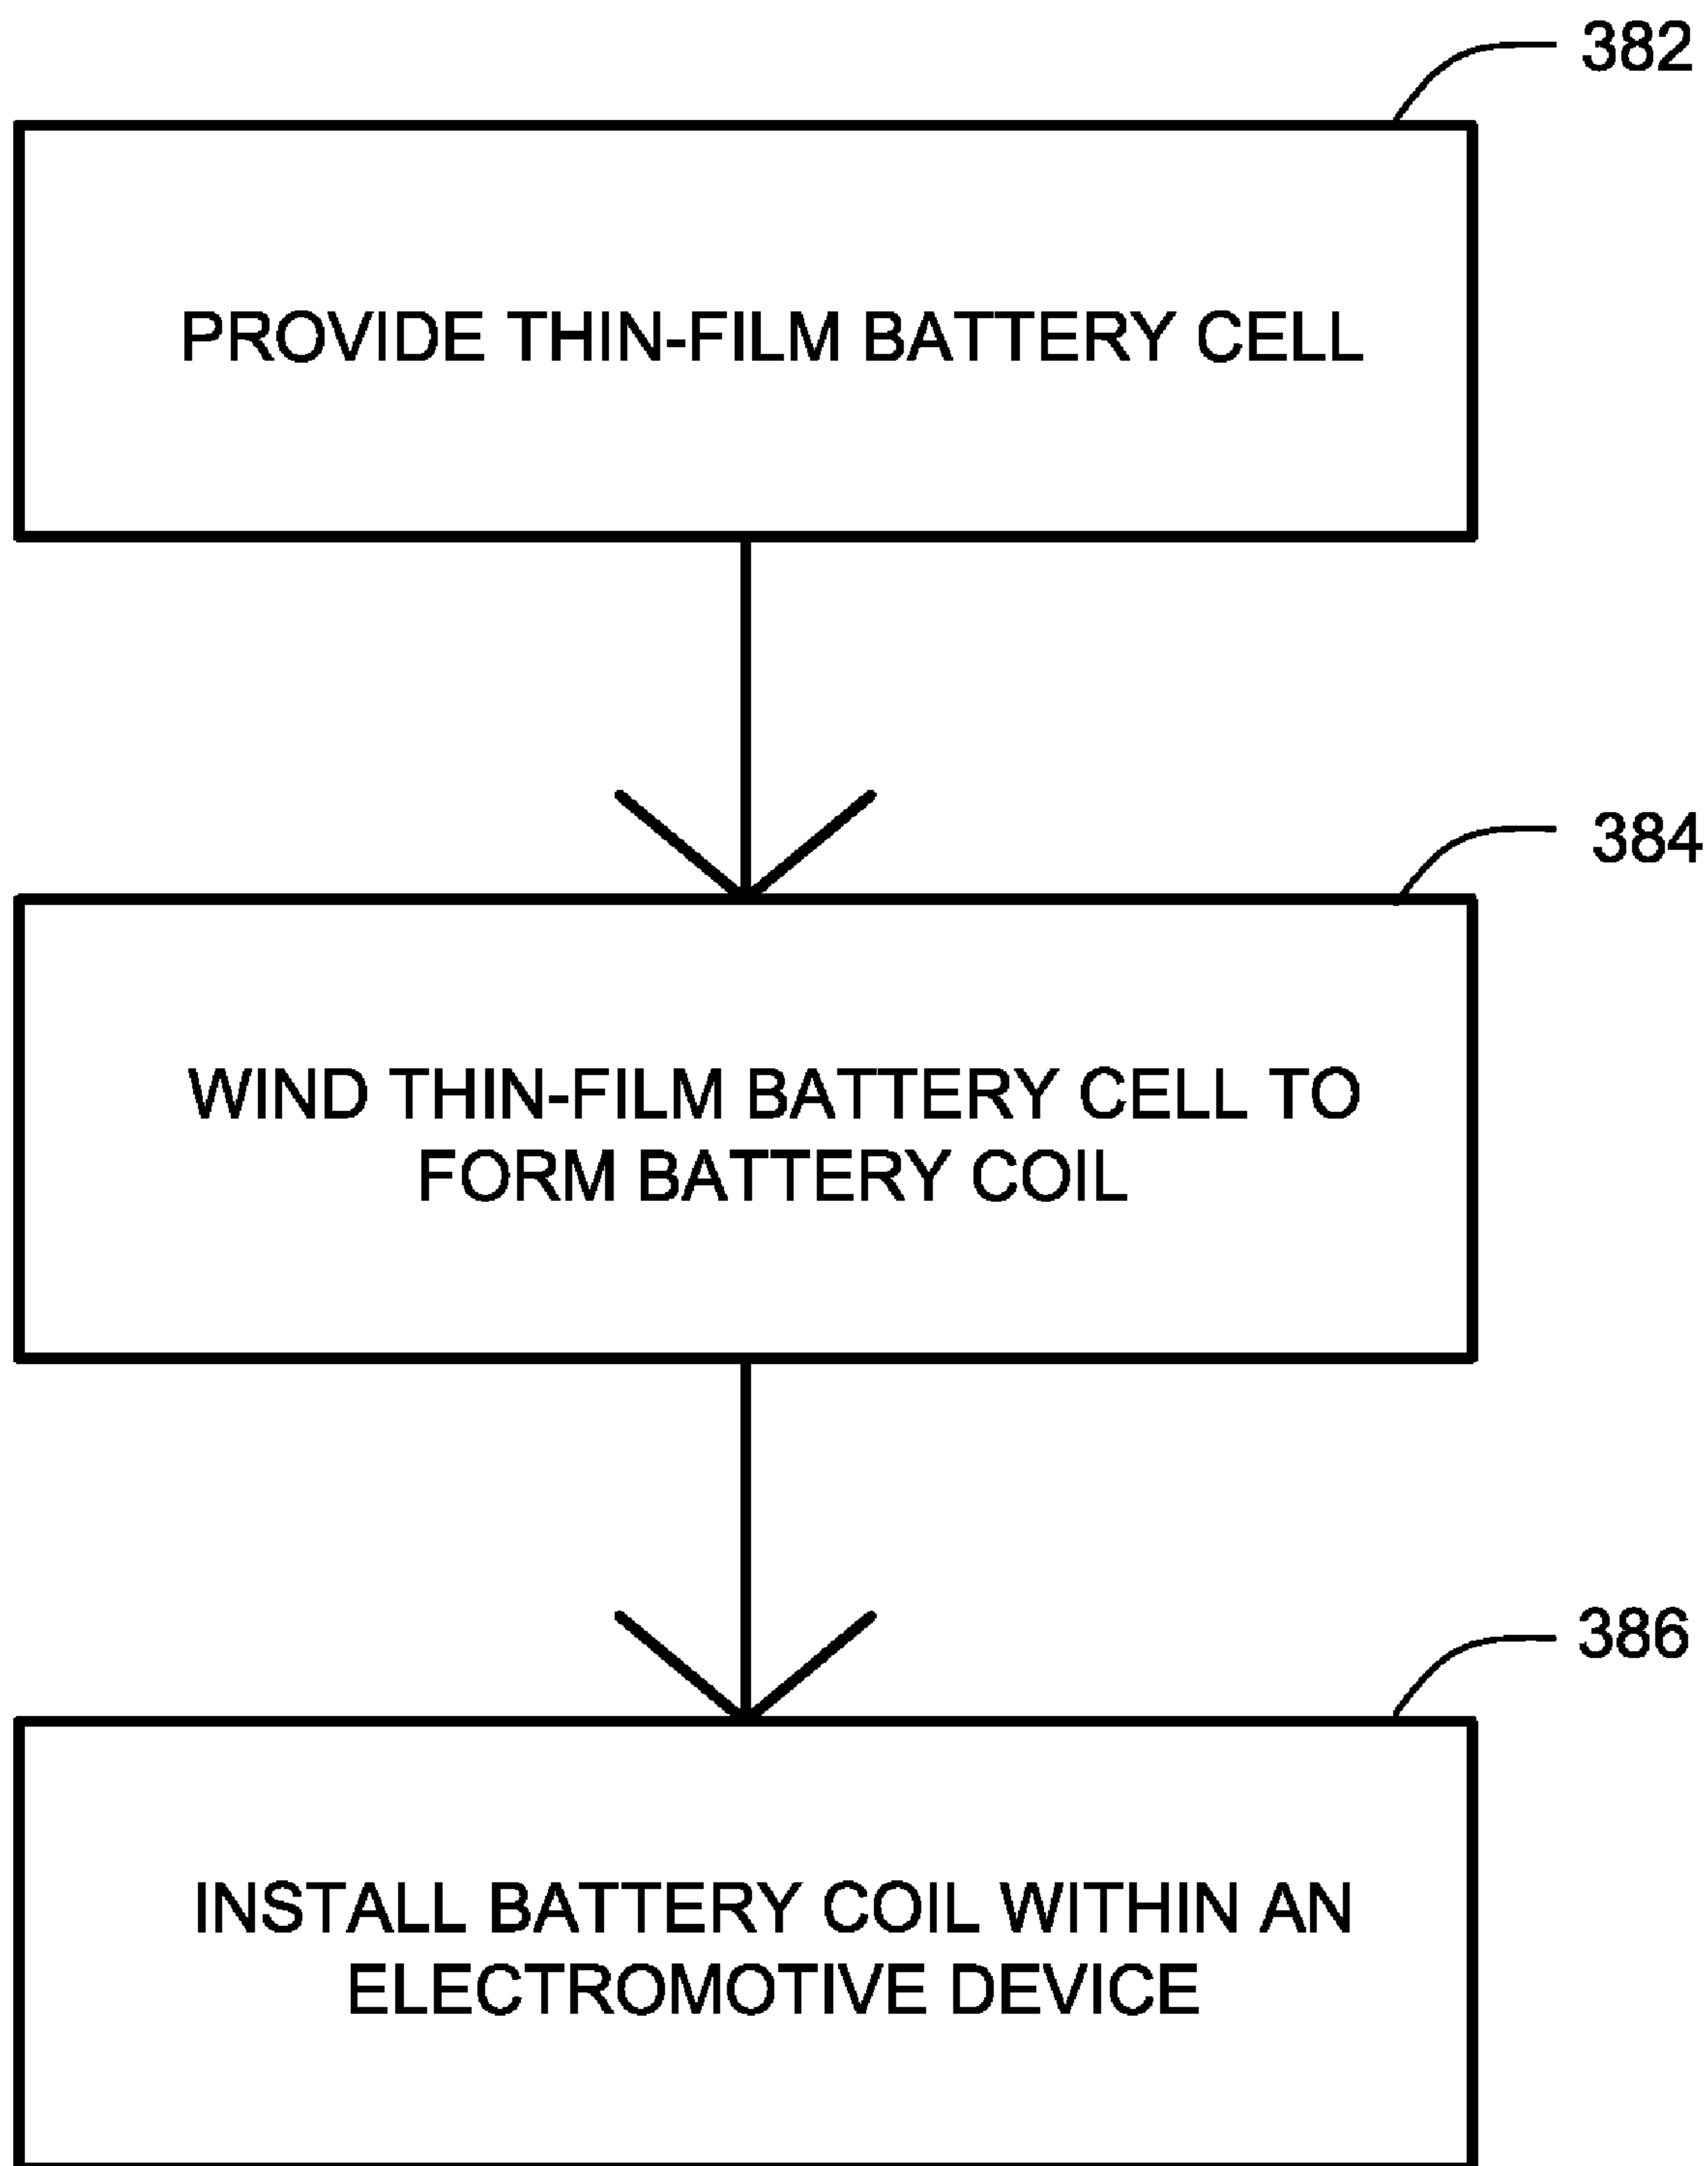 382
PROVIDE THIN-FILM BATTERY CELL
384
WIND THIN-FILM BATTERY CELL TO
FORM BATTERY COIL
386
INSTALL BATTERY COIL WITHIN AN
ELECTROMOTIVE DEVICE